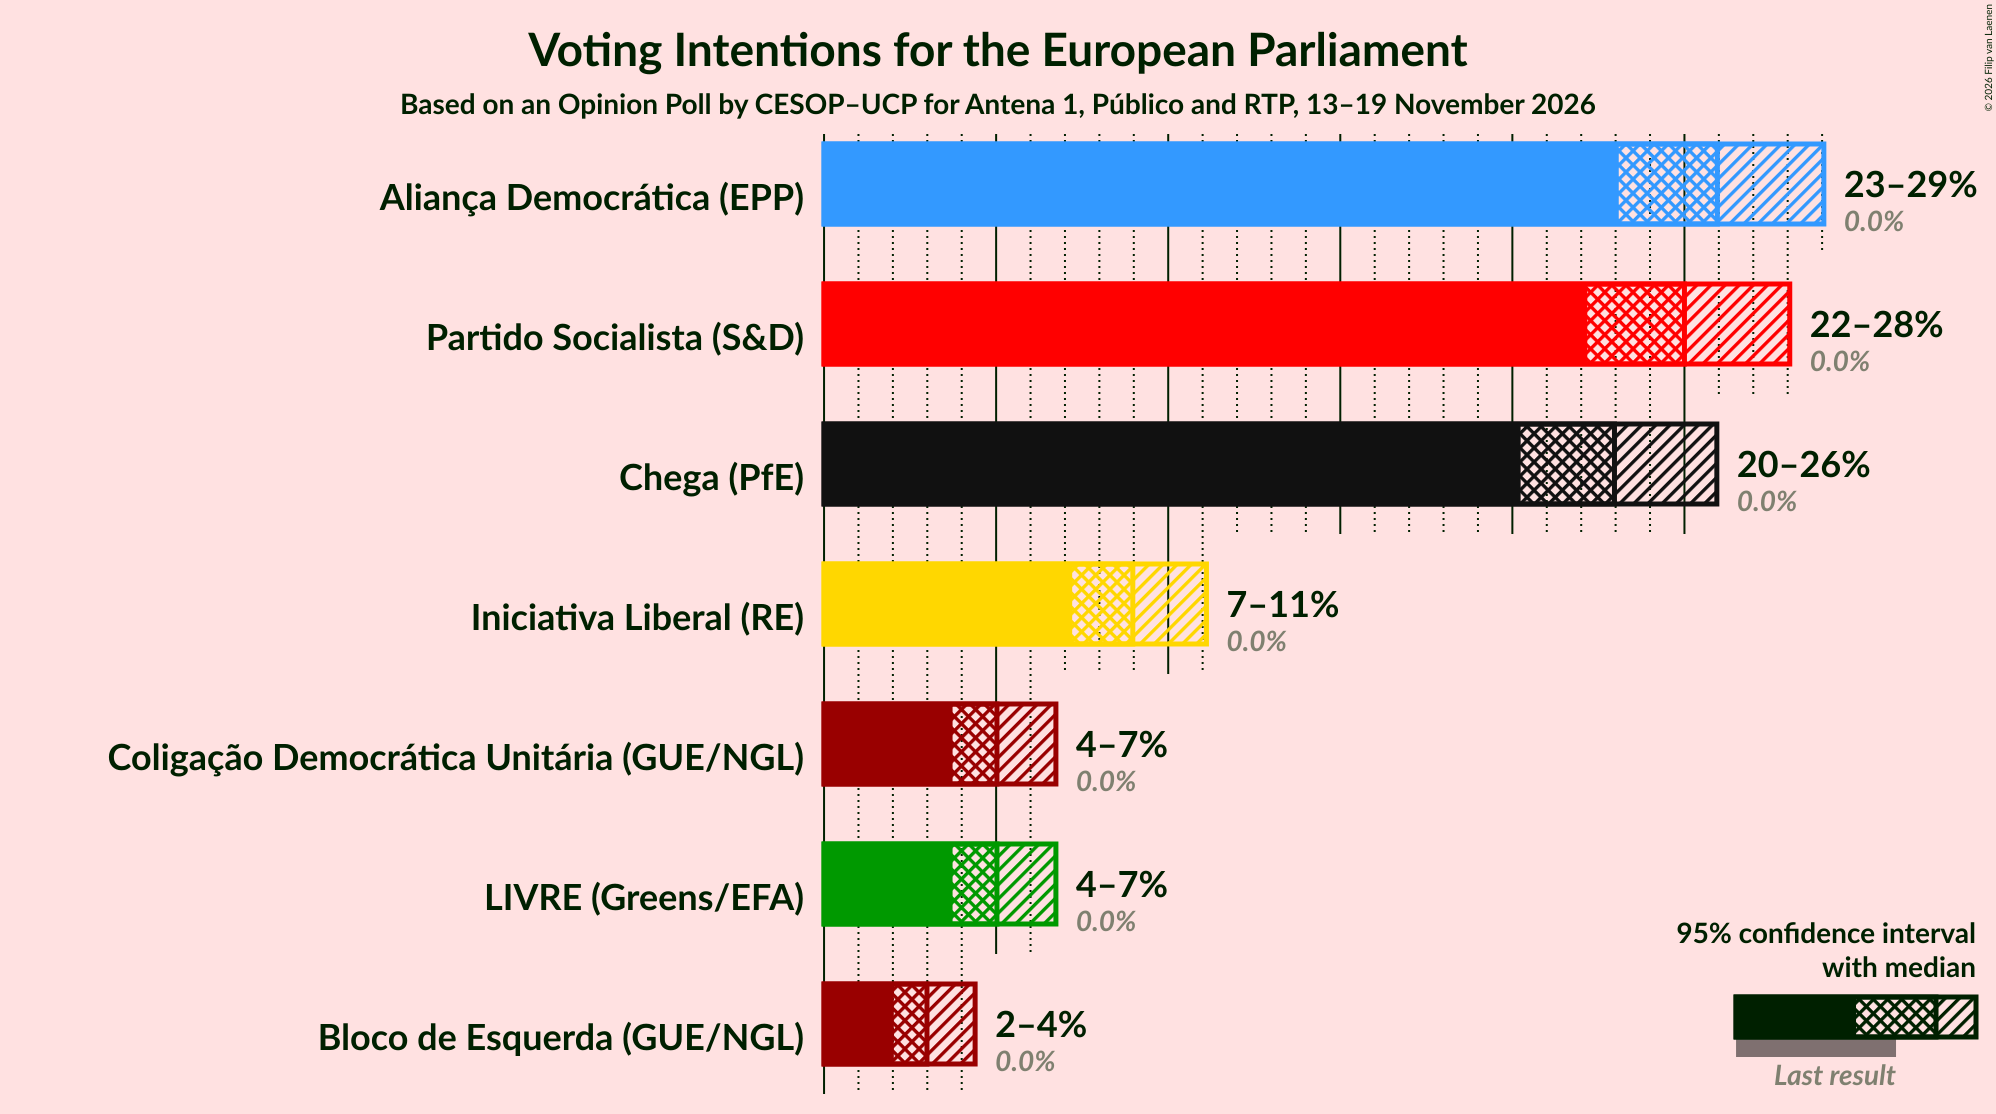 Voting Intentions for the European Parliament
Based on an Opinion Poll by CESOP–UCP for Antena 1, Público and RTP, 13–19 November 2026
© 2026 Filip van Laenen
Aliança Democrática (EPP)
23–29%
0.0%
Partido Socialista (S&D)
22–28%
0.0%
Chega (PfE)
20–26%
0.0%
Iniciativa Liberal (RE)
7–11%
0.0%
Coligação Democrática Unitária (GUE/NGL)
4–7%
0.0%
LIVRE (Greens/EFA)
4–7%
0.0%
Bloco de Esquerda (GUE/NGL)
2–4%
0.0%
95% confidence interval
with median
Last result